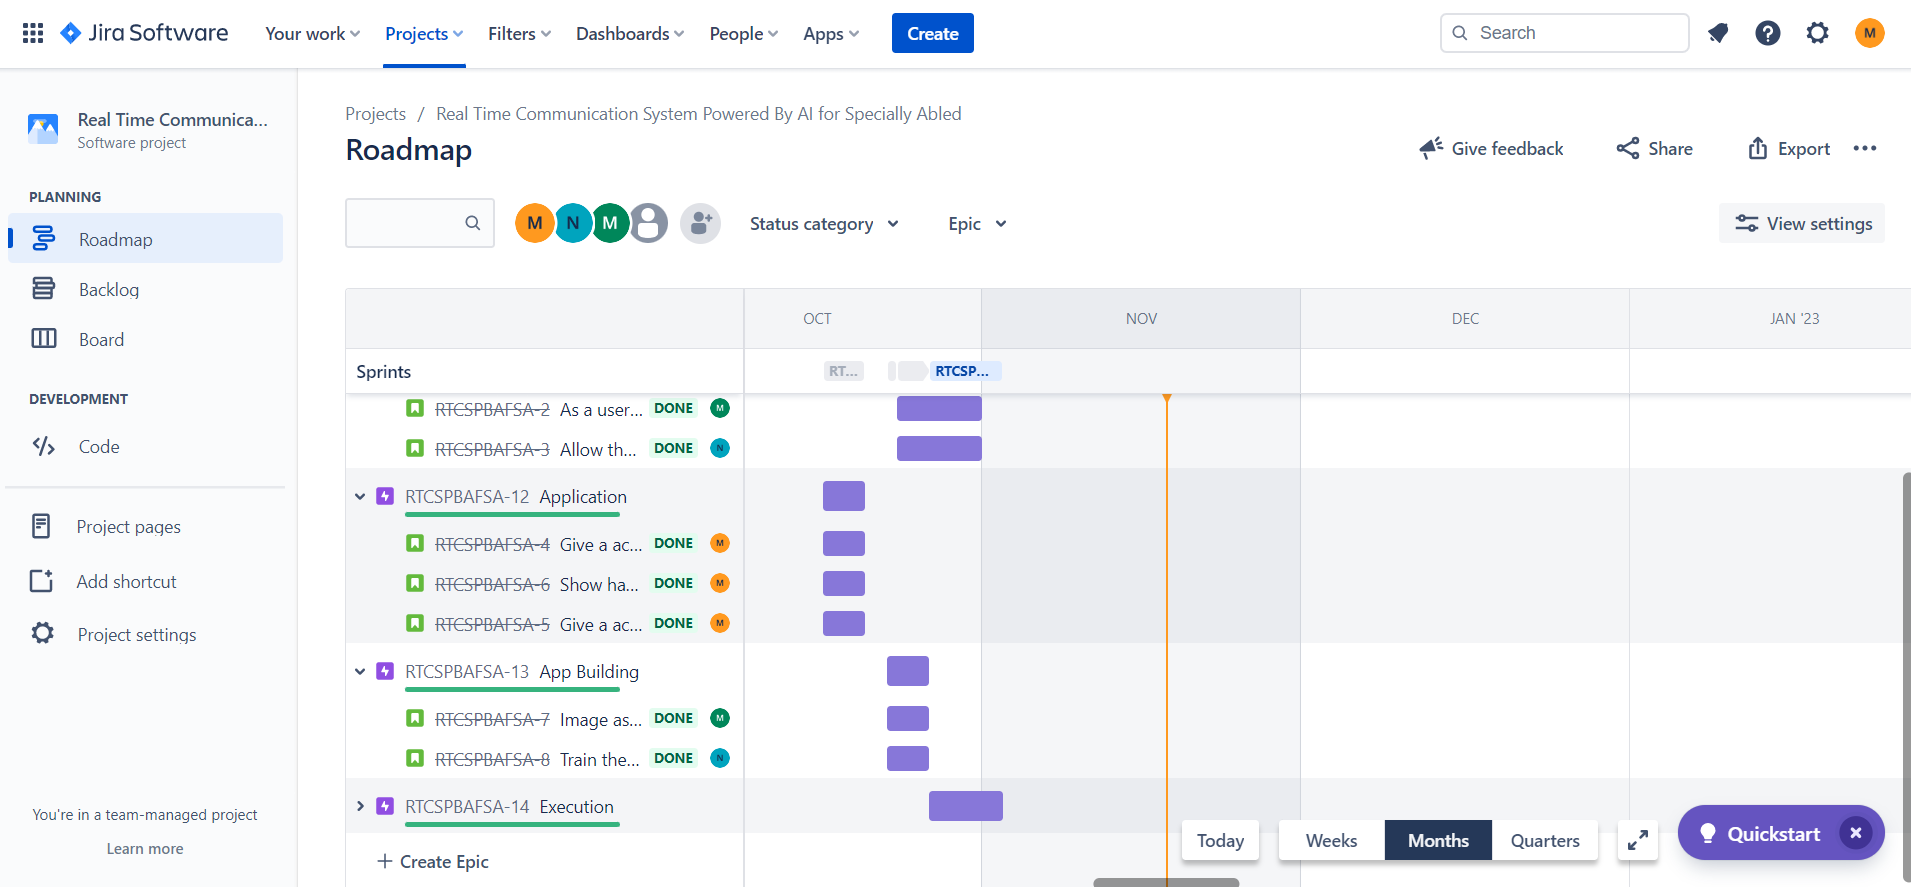 Jira Software
Your work
Projects
Filters
Dashboards
People
Apps
Create
Search
M
Real Time Communica...
Software project
PLANNING
Roadmap
Backlog
Board
DEVELOPMENT
Code
Project pages
Add shortcut
Project settings
You're in a team-managed project
Learn more
Projects / Real Time Communication System Powered By AI for Specially Abled
Roadmap
Give feedback
Share
Export
M N M
Status category
Epic
View settings
OCT NOV DEC JAN '23
Sprints RT... RTCSP...
RTCSPBAFSA-2 As a user... DONE M
RTCSPBAFSA-3 Allow th... DONE N
RTCSPBAFSA-12 Application
RTCSPBAFSA-4 Give a ac... DONE M
RTCSPBAFSA-6 Show ha... DONE M
RTCSPBAFSA-5 Give a ac... DONE M
RTCSPBAFSA-13 App Building
RTCSPBAFSA-7 Image as... DONE M
RTCSPBAFSA-8 Train the... DONE N
RTCSPBAFSA-14 Execution
Create Epic
Today
Weeks
Months
Quarters
Quickstart